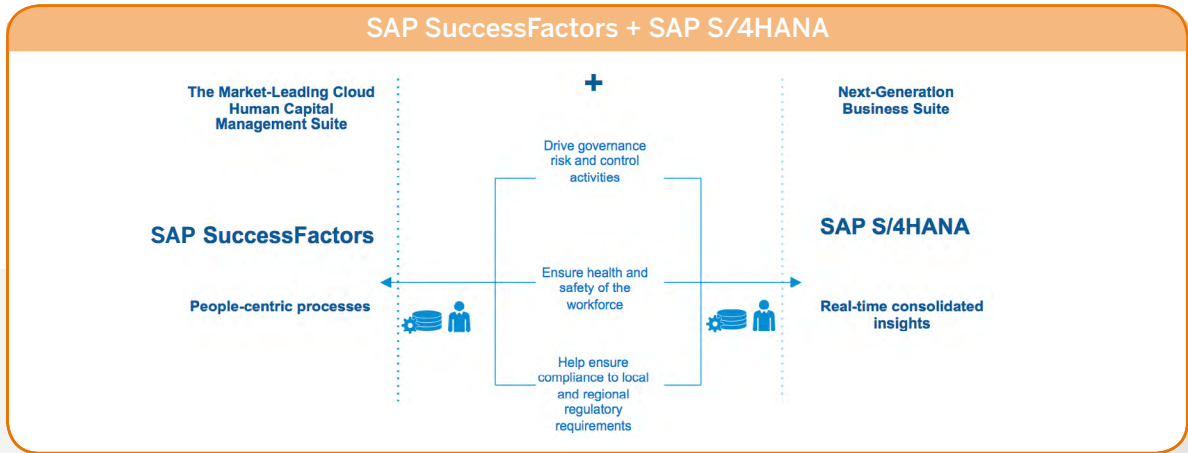 SAP SuccessFactors + SAP S/4HANA
The Market-Leading Cloud
Human Capital
Management Suite
SAP SuccessFactors
People-centric processes
+
Drive governance
risk and control
activities
Ensure health and
safety of the
workforce
Help ensure
compliance to local
and regional
regulatory
requirements
Next-Generation
Business Suite
SAP S/4HANA
Real-time consolidated
insights